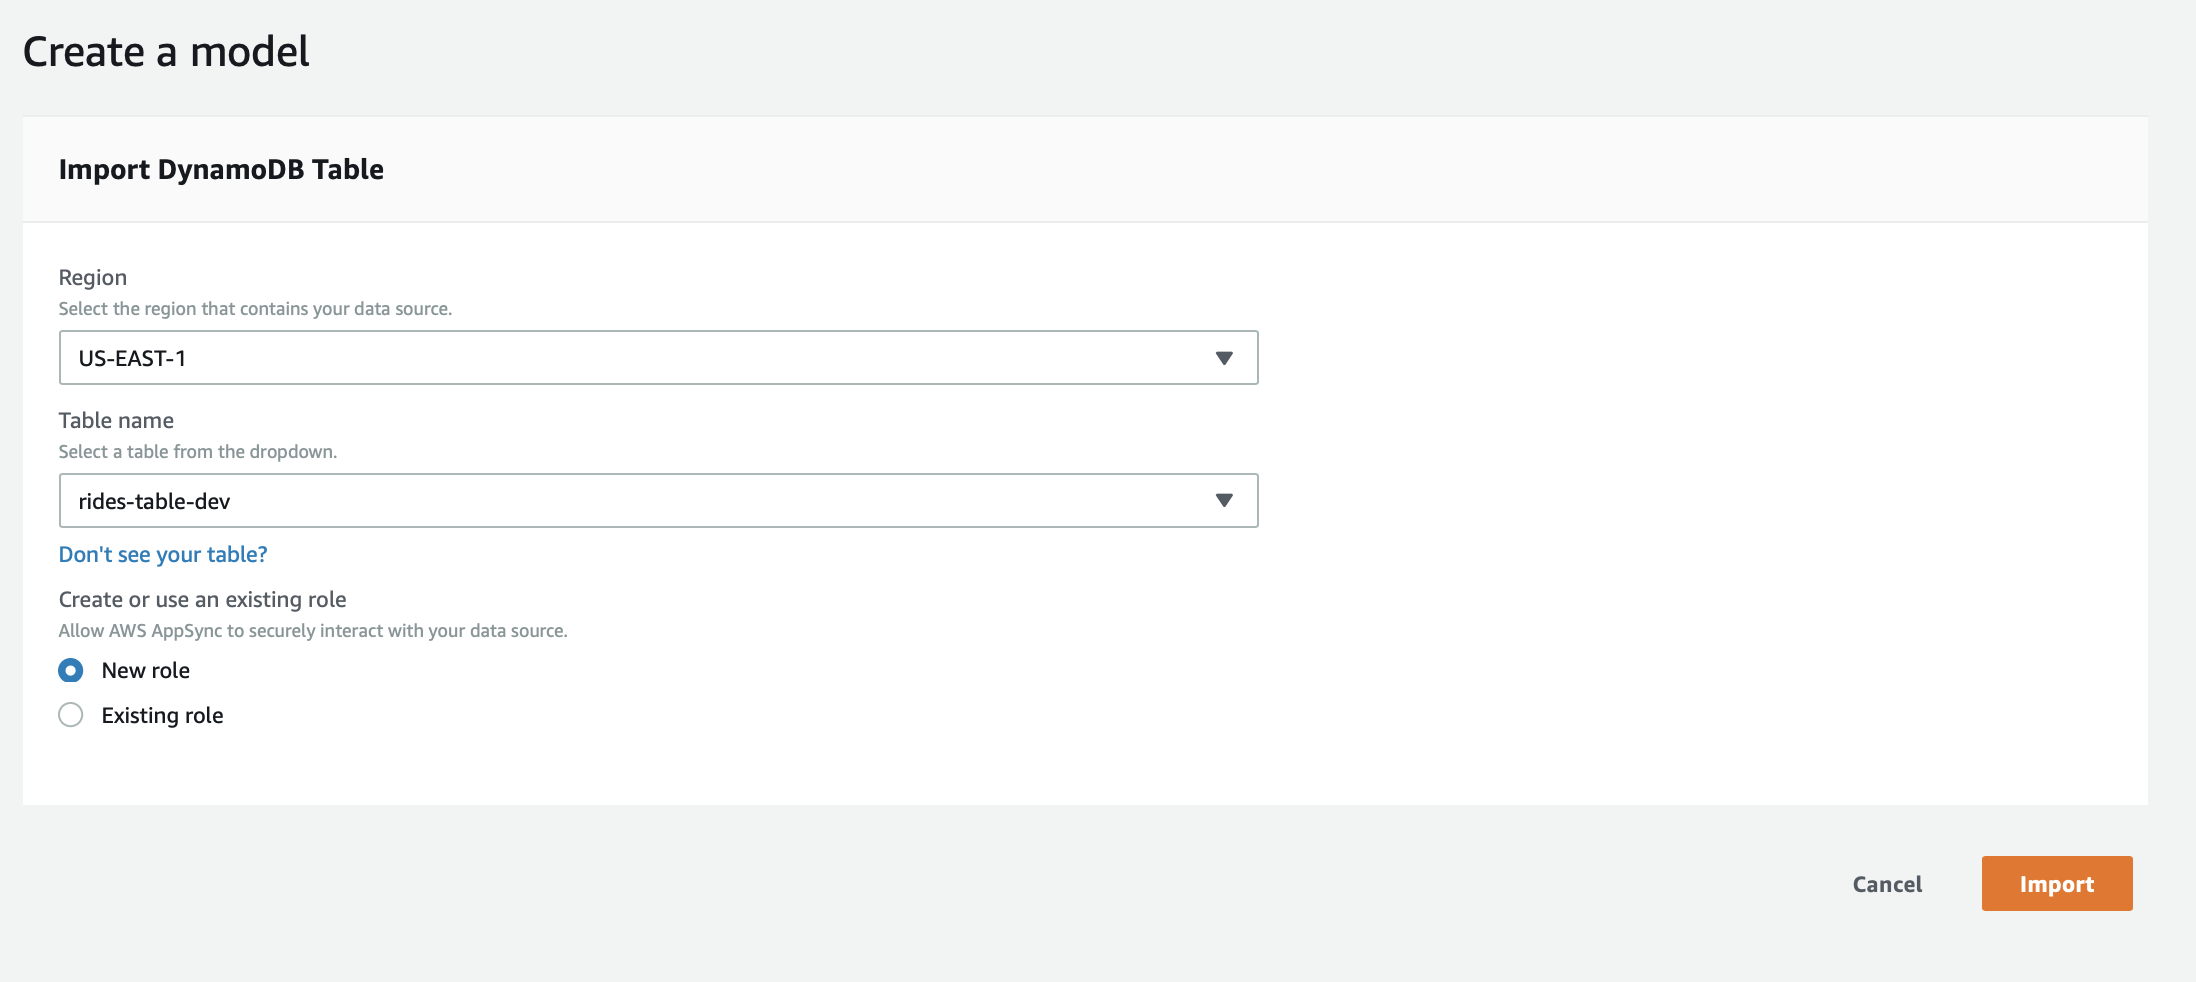 Create a model
Import DynamoDB Table
Region
Select the region that contains your data source.
US-EAST-1
Table name
Select a table from the dropdown.
rides-table-dev
Don't see your table?
Create or use an existing role
Allow AWS AppSync to securely interact with your data source.
New role
Existing role
Cancel
Import